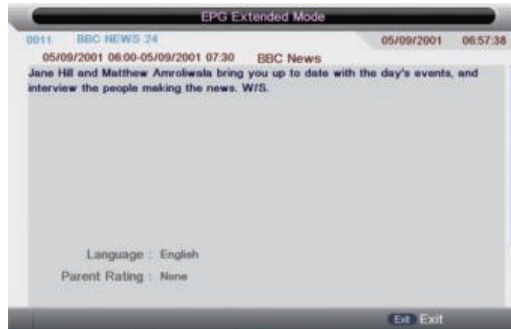 EPG Extended Mode
0011 BBC NEWS 24 05/09/2001 06:57:38
05/09/2001 06:00-05/09/2001 07:30 BBC News
Jane Hill and Matthew Amroliwala bring you up to date with the day's events, and
interview the people making the news. W/S.
Language : English
Parent Rating : None
Exit Exit